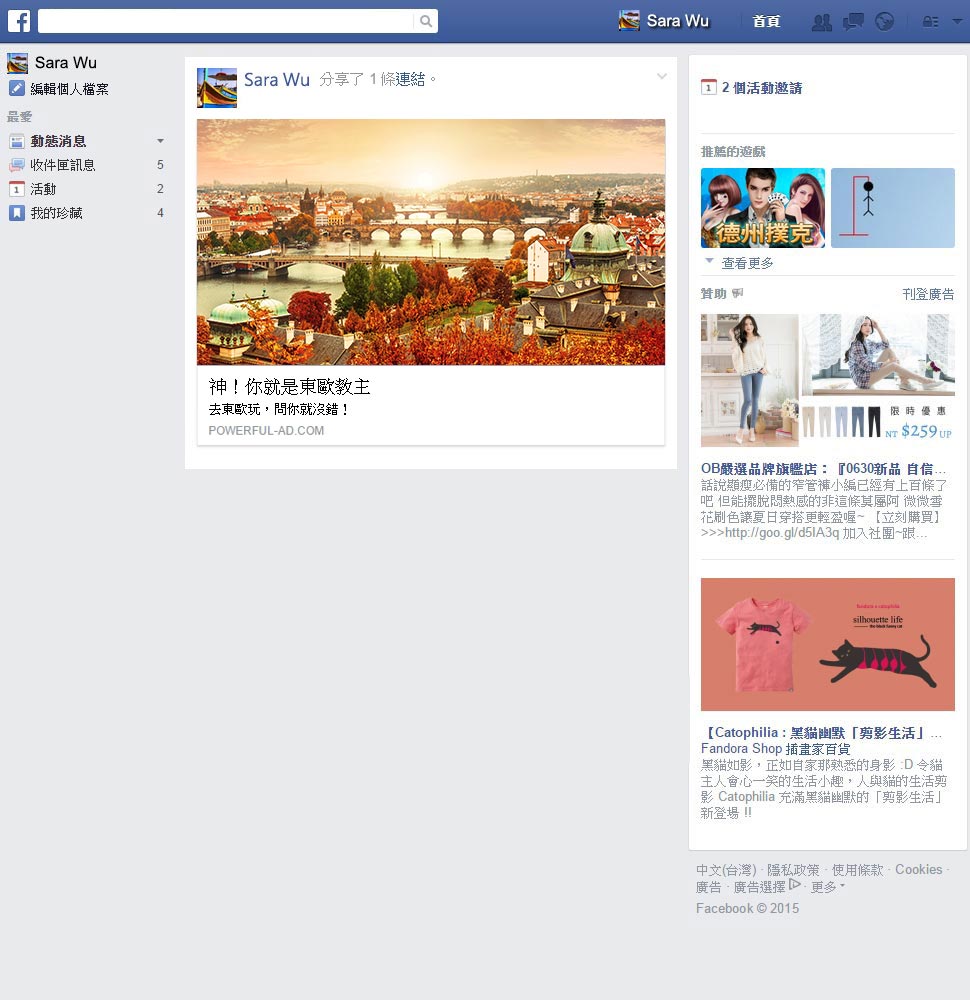 f
Sara Wu
首頁
Sara Wu
編輯個人檔案
最愛
動態消息
收件匣訊息 5
1 活動 2
我的珍藏 4
Sara Wu 分享了 1 條連結。
神！你就是東歐教主
去東歐玩，問你就沒錯！
POWERFUL-AD.COM
1 2 個活動邀請
推薦的遊戲
德州撲克
查看更多
贊助 刊登廣告
限時優惠
NT $259 UP
OB嚴選品牌旗艦店：『0630新品 自信...
話說顯瘦必備的窄管褲小編已經有上百條了
吧 但能擺脫悶熱感的非這條莫屬阿 微微雪
花刷色讓夏日穿搭更輕盈喔~ 【立刻購買】
>>>http://goo.gl/d5IA3q 加入社團~跟...
fandora x catophilia
silhouette life
the black funny cat
【Catophilia : 黑貓幽默「剪影生活」...
Fandora Shop 插畫家百貨
黑貓如影，正如自家那熟悉的身影 :D 令貓
主人會心一笑的生活小趣，人與貓的生活剪
影 Catophilia 充滿黑貓幽默的「剪影生活」
新登場 !!
中文(台灣) · 隱私政策 · 使用條款 · Cookies ·
廣告 · 廣告選擇 · 更多
Facebook © 2015